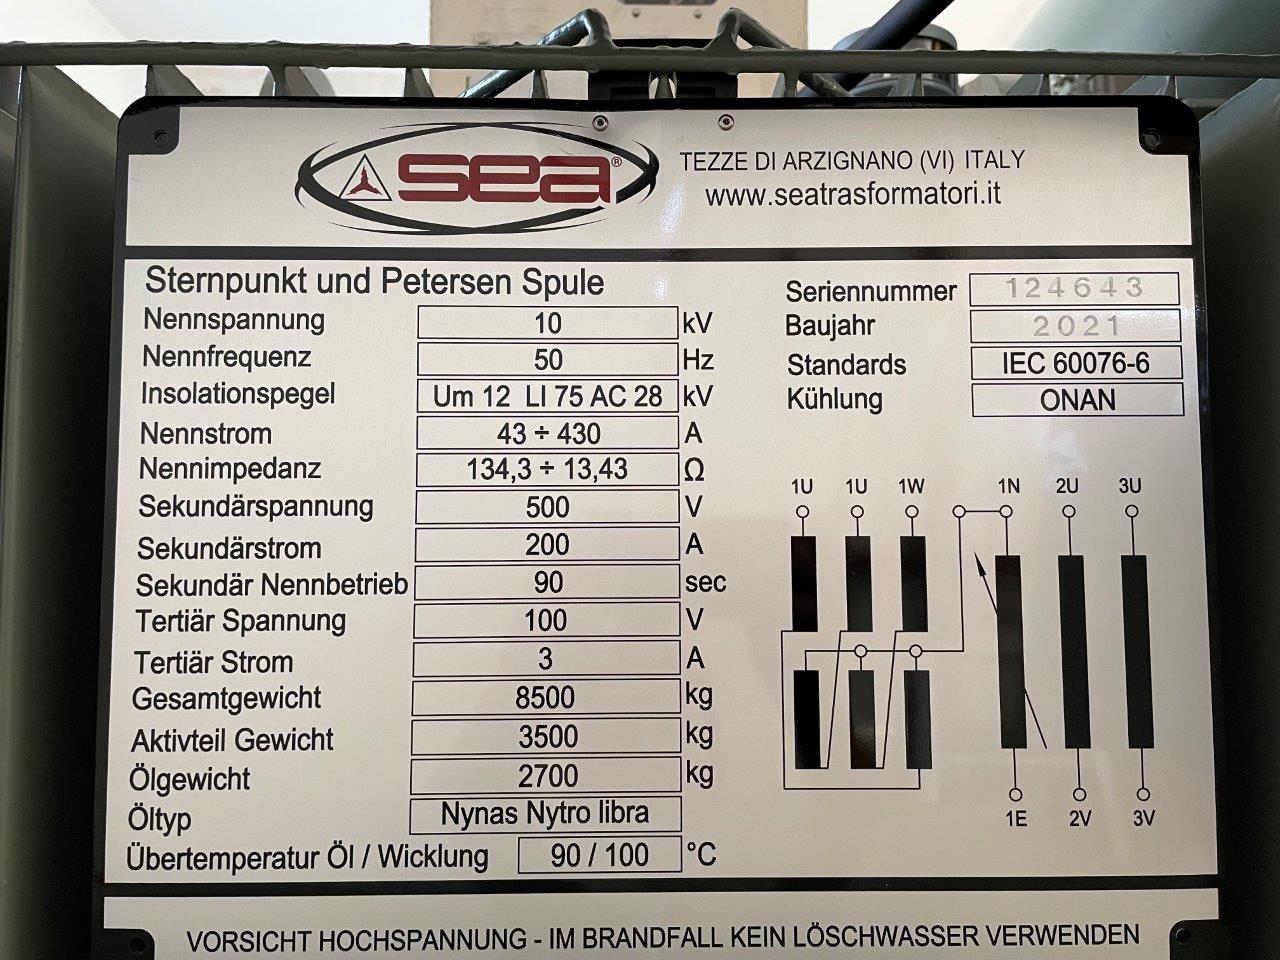 sea®
TEZZE DI ARZIGNANO (VI) ITALY
www.seatrasformatori.it
Sternpunkt und Petersen Spule
Nennspannung 10 kV
Nennfrequenz 50 Hz
Insolationspegel Um 12 LI 75 AC 28 kV
Nennstrom 43 ÷ 430 A
Nennimpedanz 134,3 ÷ 13,43 Ω
Sekundärspannung 500 V
Sekundärstrom 200 A
Sekundär Nennbetrieb 90 sec
Tertiär Spannung 100 V
Tertiär Strom 3 A
Gesamtgewicht 8500 kg
Aktivteil Gewicht 3500 kg
Ölgewicht 2700 kg
Öltyp Nynas Nytro libra
Übertemperatur Öl / Wicklung 90 / 100 °C
Seriennummer 124643
Baujahr 2021
Standards IEC 60076-6
Kühlung ONAN
1U 1U 1W 1N 2U 3U
1E 2V 3V
VORSICHT HOCHSPANNUNG - IM BRANDFALL KEIN LÖSCHWASSER VERWENDEN